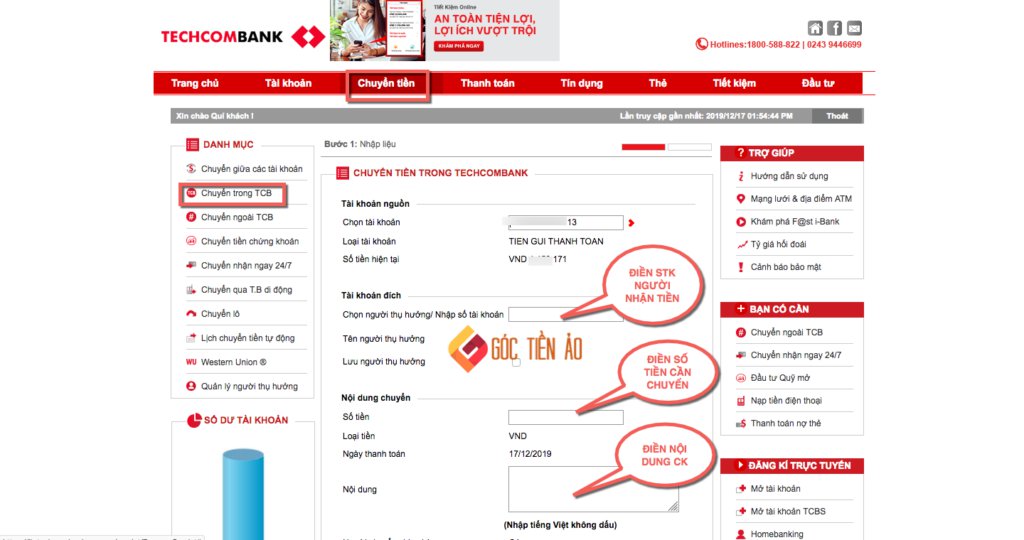 TECHCOMBANK
Tiết Kiệm Online
AN TOÀN TIỆN LỢI,
LỢI ÍCH VƯỢT TRỘI
KHÁM PHÁ NGAY
Hotlines:1800-588-822 | 0243 9446699
Trang chủ Tài khoản Chuyển tiền Thanh toán Tín dụng Thẻ Tiết kiệm Đầu tư
Xin chào Quí khách ! Lần truy cập gần nhất: 2019/12/17 01:54:44 PM Thoát
DANH MỤC
Chuyển giữa các tài khoản
Chuyển trong TCB
Chuyển ngoài TCB
Chuyển tiền chứng khoán
Chuyển nhận ngay 24/7
Chuyển qua T.B di động
Chuyển lô
Lịch chuyển tiền tự động
WU Western Union ®
Quản lý người thụ hưởng
SỐ DƯ TÀI KHOẢN
Bước 1: Nhập liệu
CHUYỂN TIỀN TRONG TECHCOMBANK
Tài khoản nguồn
Chọn tài khoản 13
Loại tài khoản TIEN GUI THANH TOAN
Số tiền hiện tại VND 171
Tài khoản đích
Chọn người thụ hưởng/ Nhập số tài khoản
Tên người thụ hưởng
Lưu người thụ hưởng
Nội dung chuyển
Số tiền
Loại tiền VND
Ngày thanh toán 17/12/2019
Nội dung
(Nhập tiếng Việt không dấu)
ĐIỀN STK
NGƯỜI
NHẬN TIỀN
GÓC TIỀN ẢO
ĐIỀN SỐ
TIỀN CẦN
CHUYỂN
ĐIỀN NỘI
DUNG CK
TRỢ GIÚP
Hướng dẫn sử dụng
Mạng lưới & địa điểm ATM
Khám phá F@st i-Bank
Tỷ giá hối đoái
Cảnh báo bảo mật
BẠN CÓ CẦN
Chuyển ngoài TCB
Chuyển nhận ngay 24/7
Đầu tư Quỹ mở
Nạp tiền điện thoại
Thanh toán nợ thẻ
ĐĂNG KÍ TRỰC TUYẾN
Mở tài khoản
Mở tài khoản TCBS
Homebanking